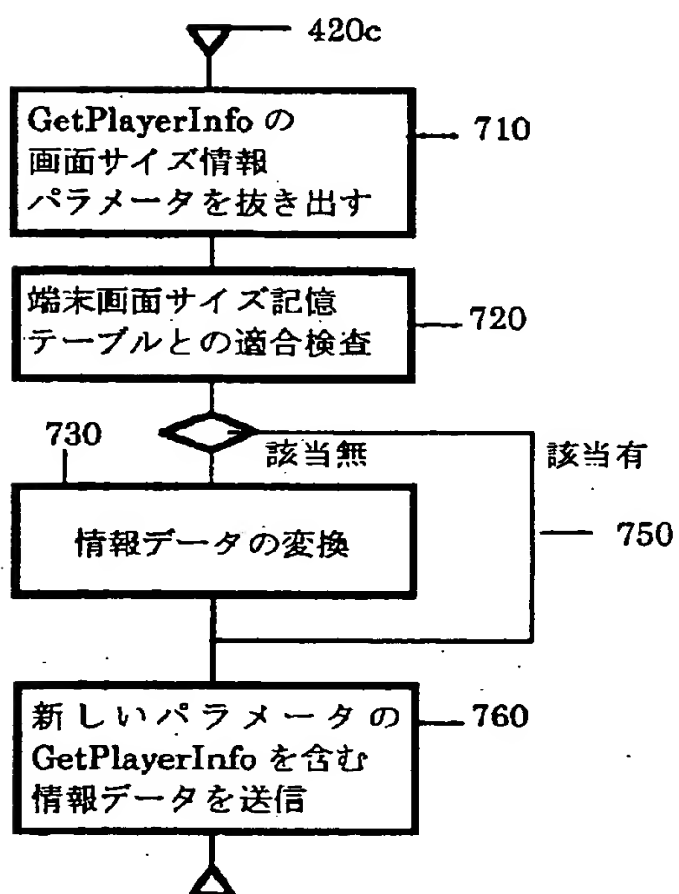 420c
GetPlayerInfo の
画面サイズ情報
パラメータを抜き出す
710
端末画面サイズ記憶
テーブルとの適合検査
720
730
該当無
該当有
情報データの変換
750
新しいパラメータの
GetPlayerInfo を含む
情報データを送信
760